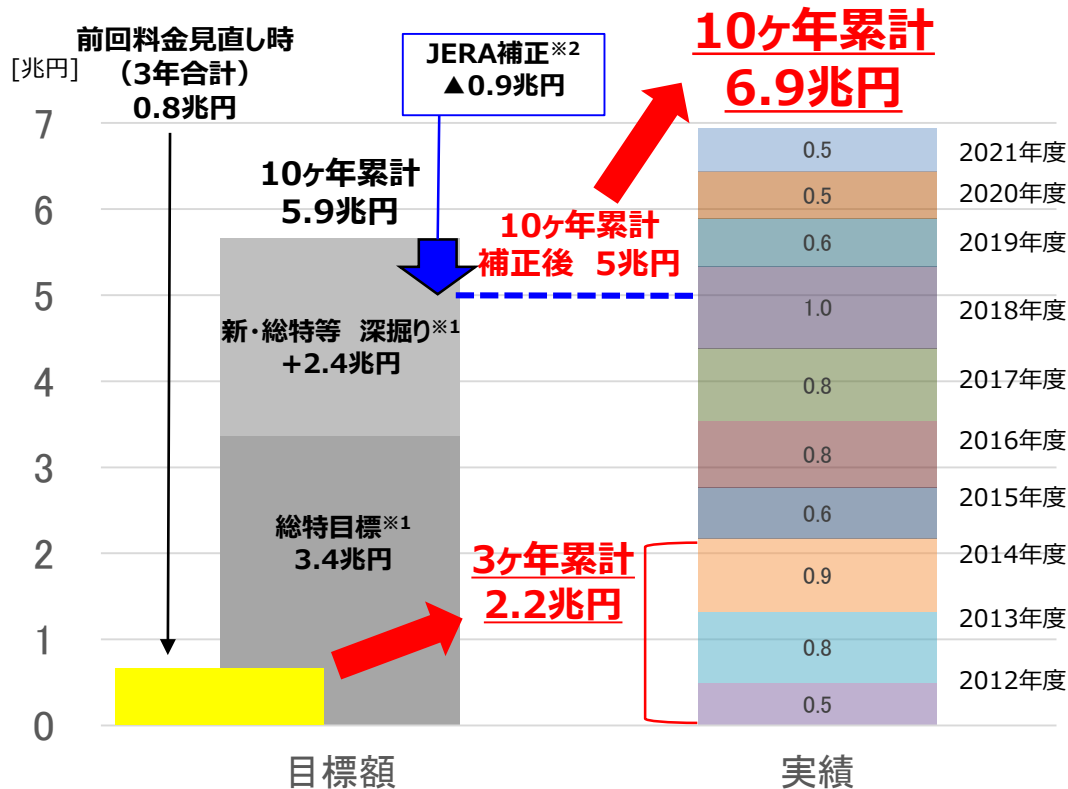 前回料金見直し時
（3年合計）
0.8兆円
[兆円]
JERA補正※2
▲0.9兆円
10ヶ年累計
6.9兆円
10ヶ年累計
5.9兆円
10ヶ年累計
補正後 5兆円
新・総特等 深掘り※1
+2.4兆円
総特目標※1
3.4兆円
3ヶ年累計
2.2兆円
7
6
5
4
3
2
1
0
0.5
0.5
0.6
1.0
0.8
0.8
0.6
0.9
0.8
0.5
2021年度
2020年度
2019年度
2018年度
2017年度
2016年度
2015年度
2014年度
2013年度
2012年度
目標額
実績